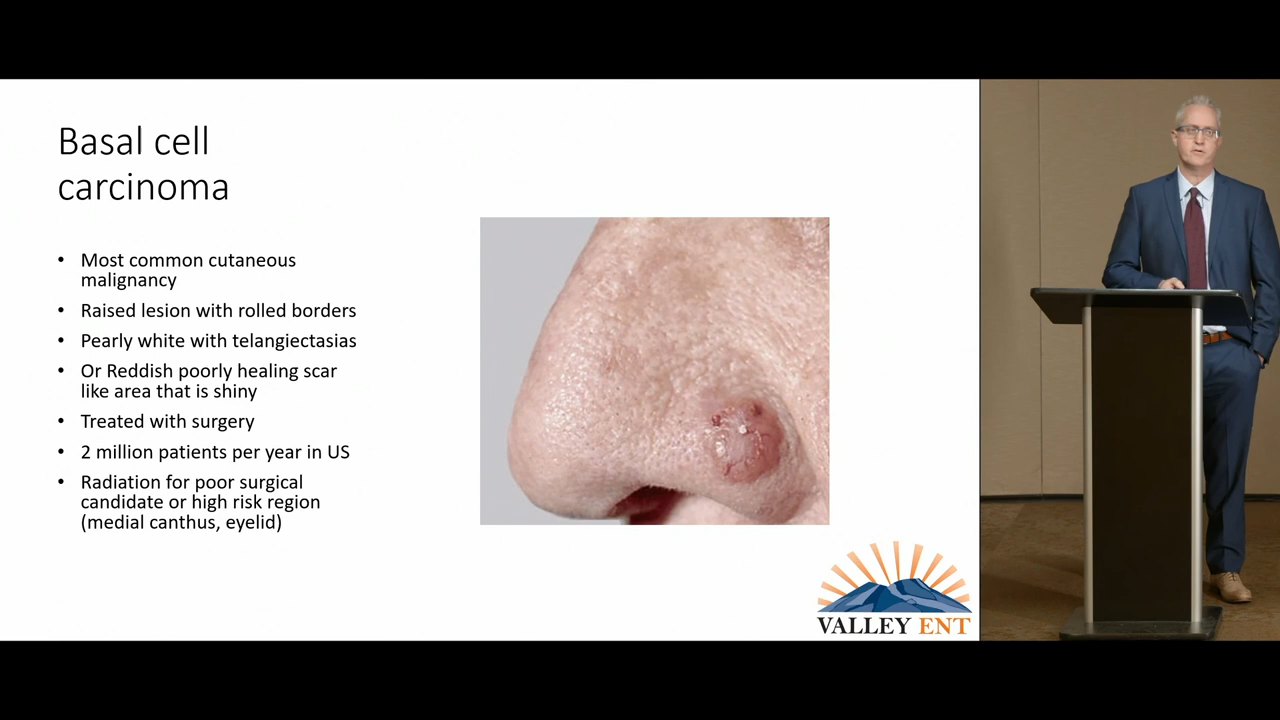 Basal cell
carcinoma
• Most common cutaneous
malignancy
• Raised lesion with rolled borders
• Pearly white with telangiectasias
• Or Reddish poorly healing scar
like area that is shiny
• Treated with surgery
• 2 million patients per year in US
• Radiation for poor surgical
candidate or high risk region
(medial canthus, eyelid)
VALLEY ENT